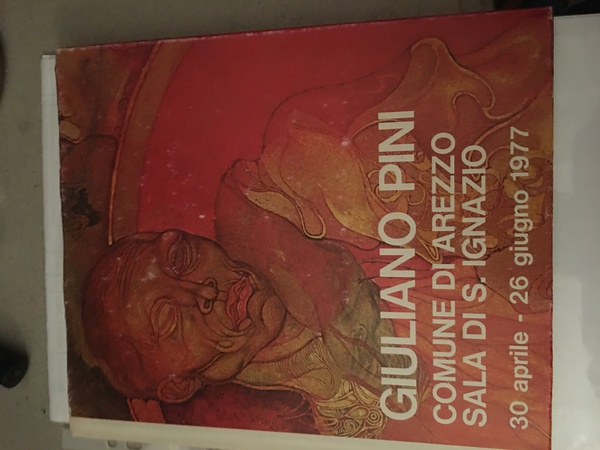 GIULIANO PINI
COMUNE DI AREZZO
SALA DI S. IGNAZIO
30 aprile - 26 giugno 1977